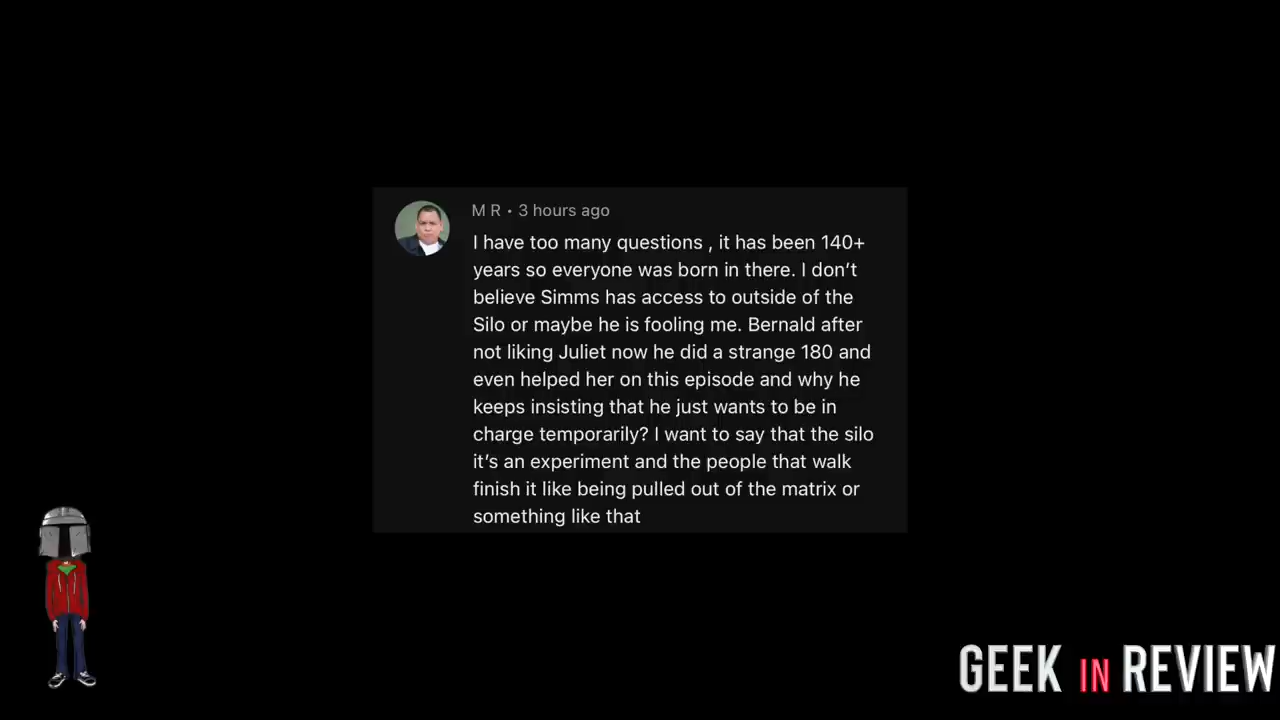 M R • 3 hours ago
I have too many questions , it has been 140+
years so everyone was born in there. I don’t
believe Simms has access to outside of the
Silo or maybe he is fooling me. Bernald after
not liking Juliet now he did a strange 180 and
even helped her on this episode and why he
keeps insisting that he just wants to be in
charge temporarily? I want to say that the silo
it’s an experiment and the people that walk
finish it like being pulled out of the matrix or
something like that
GEEK IN REVIEW